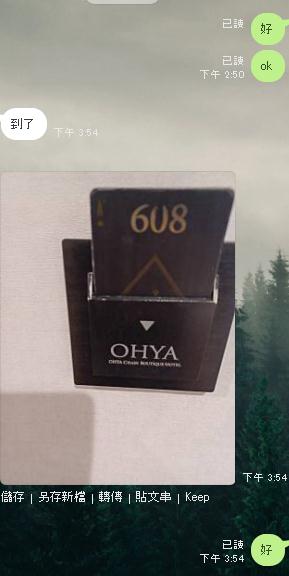 已讀
好
已讀
下午 2:50
ok
到了
下午 3:54
608
OHYA
OHYA CHAIN BOUTIQUE HOTEL
下午 3:54
儲存 | 另存新檔 | 轉傳 | 貼文串 | Keep
已讀
下午 3:54
好